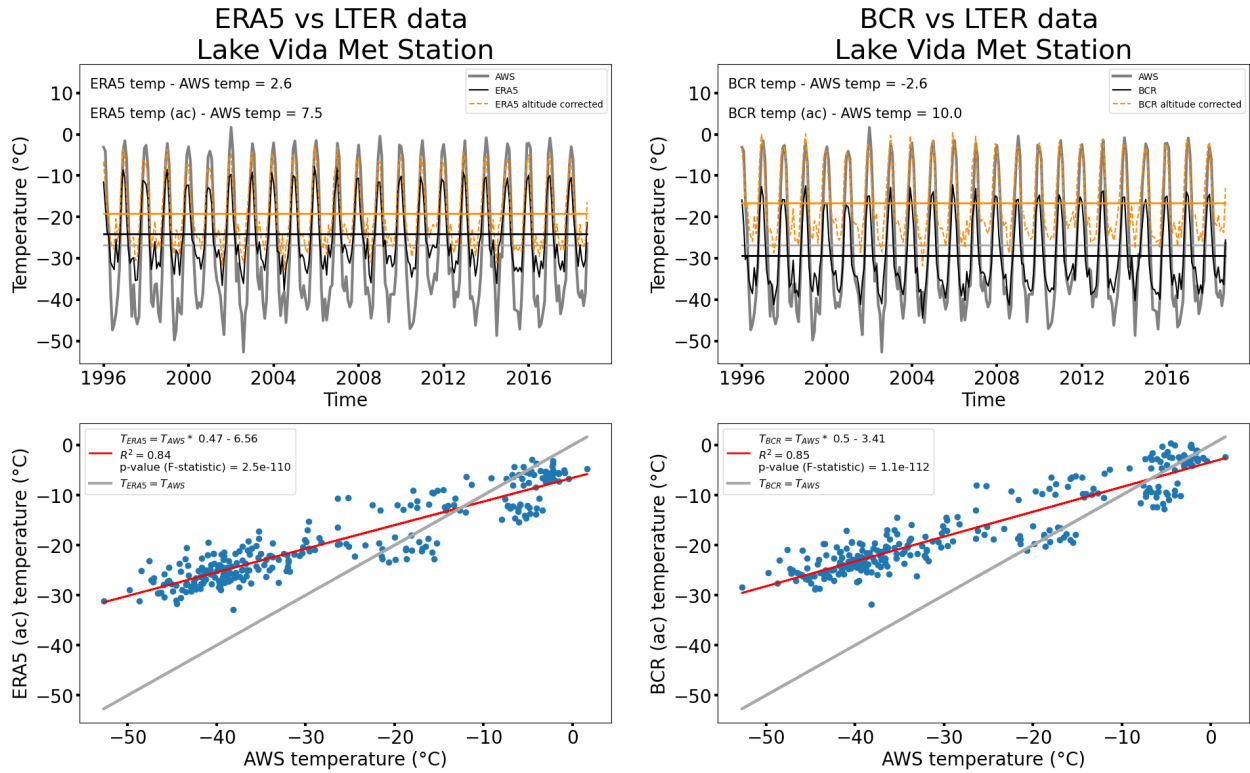 ERA5 vs LTER data
Lake Vida Met Station
ERA5 temp - AWS temp = 2.6
ERA5 temp (ac) - AWS temp = 7.5
AWS
ERA5
ERA5 altitude corrected
Temperature (°C)
10
0
−10
−20
−30
−40
−50
1996 2000 2004 2008 2012 2016
Time
BCR vs LTER data
Lake Vida Met Station
BCR temp - AWS temp = -2.6
BCR temp (ac) - AWS temp = 10.0
AWS
BCR
BCR altitude corrected
Temperature (°C)
10
0
−10
−20
−30
−40
−50
1996 2000 2004 2008 2012 2016
Time
T_ERA5 = T_AWS * 0.47 - 6.56
R² = 0.84
p-value (F-statistic) = 2.5e-110
T_ERA5 = T_AWS
ERA5 (ac) temperature (°C)
0
−10
−20
−30
−40
−50
−50 −40 −30 −20 −10 0
AWS temperature (°C)
T_BCR = T_AWS * 0.5 - 3.41
R² = 0.85
p-value (F-statistic) = 1.1e-112
T_BCR = T_AWS
BCR (ac) temperature (°C)
0
−10
−20
−30
−40
−50
−50 −40 −30 −20 −10 0
AWS temperature (°C)